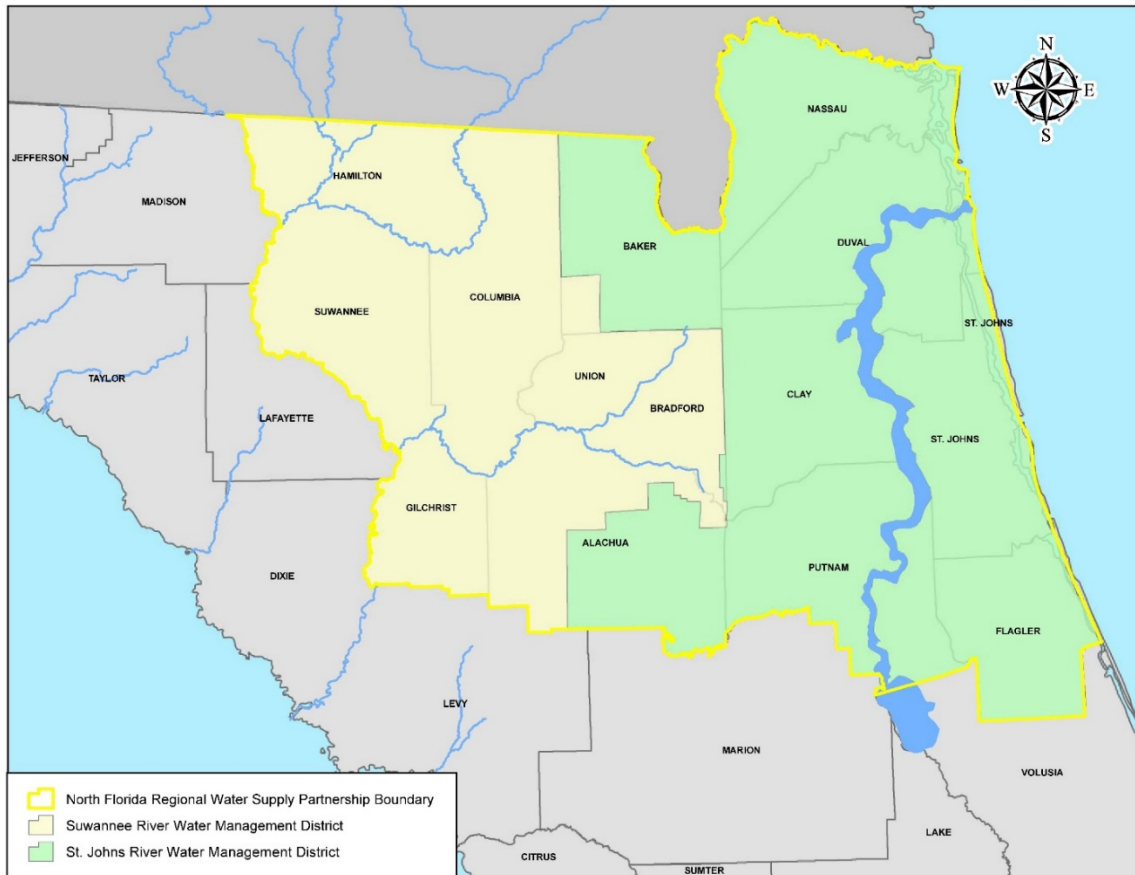 N
W E
S
NASSAU
JEFFERSON
HAMILTON
MADISON
BAKER
DUVAL
COLUMBIA
SUWANNEE
ST. JOHNS
UNION
TAYLOR
CLAY
BRADFORD
LAFAYETTE
ST. JOHNS
GILCHRIST
ALACHUA
PUTNAM
DIXIE
FLAGLER
LEVY
MARION
VOLUSIA
North Florida Regional Water Supply Partnership Boundary
Suwannee River Water Management District
St. Johns River Water Management District
LAKE
CITRUS
SUMTER